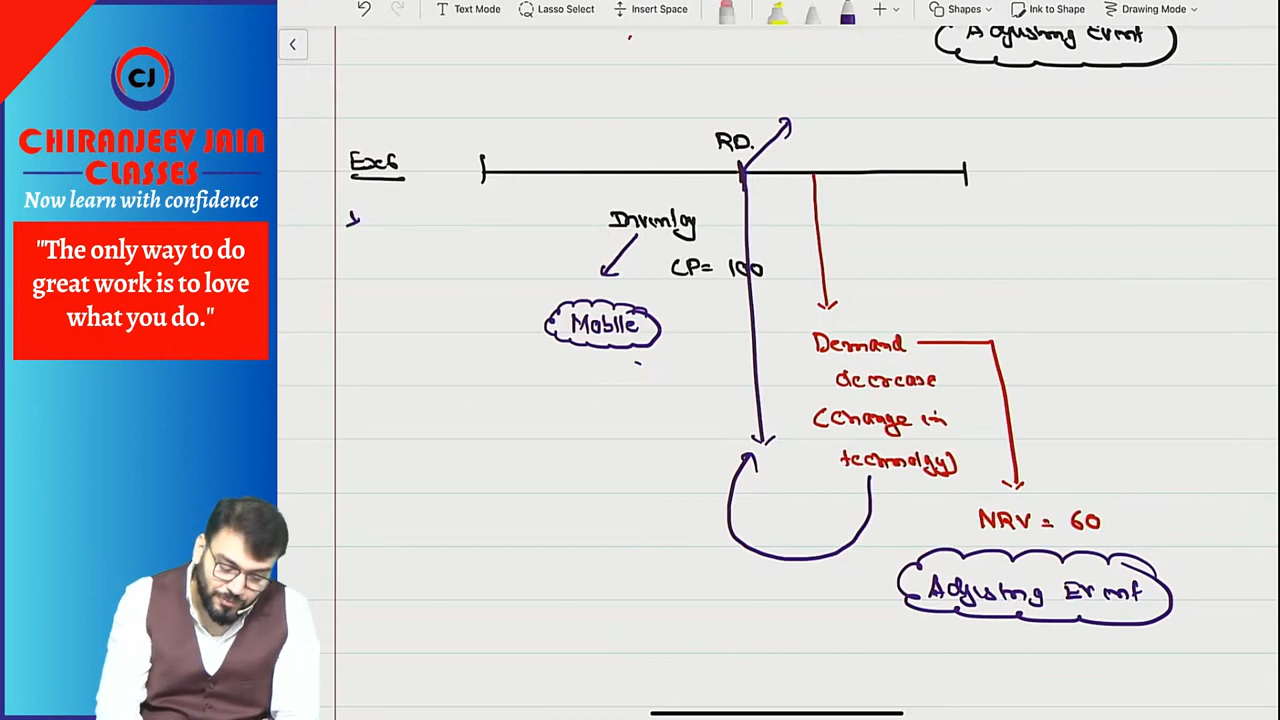 Text Mode
Lasso Select
Insert Space
Shapes
Ink to Shape
Drawing Mode
CJ
CHIRANJEEV JAIN
CLASSES
Now learn with confidence
"The only way to do
great work is to love
what you do."
Adjusting Event
RD.
Inventory
CP= 100
Mobile
Demand
decrease
(change in
technology)
NRV = 60
Adjusting Event